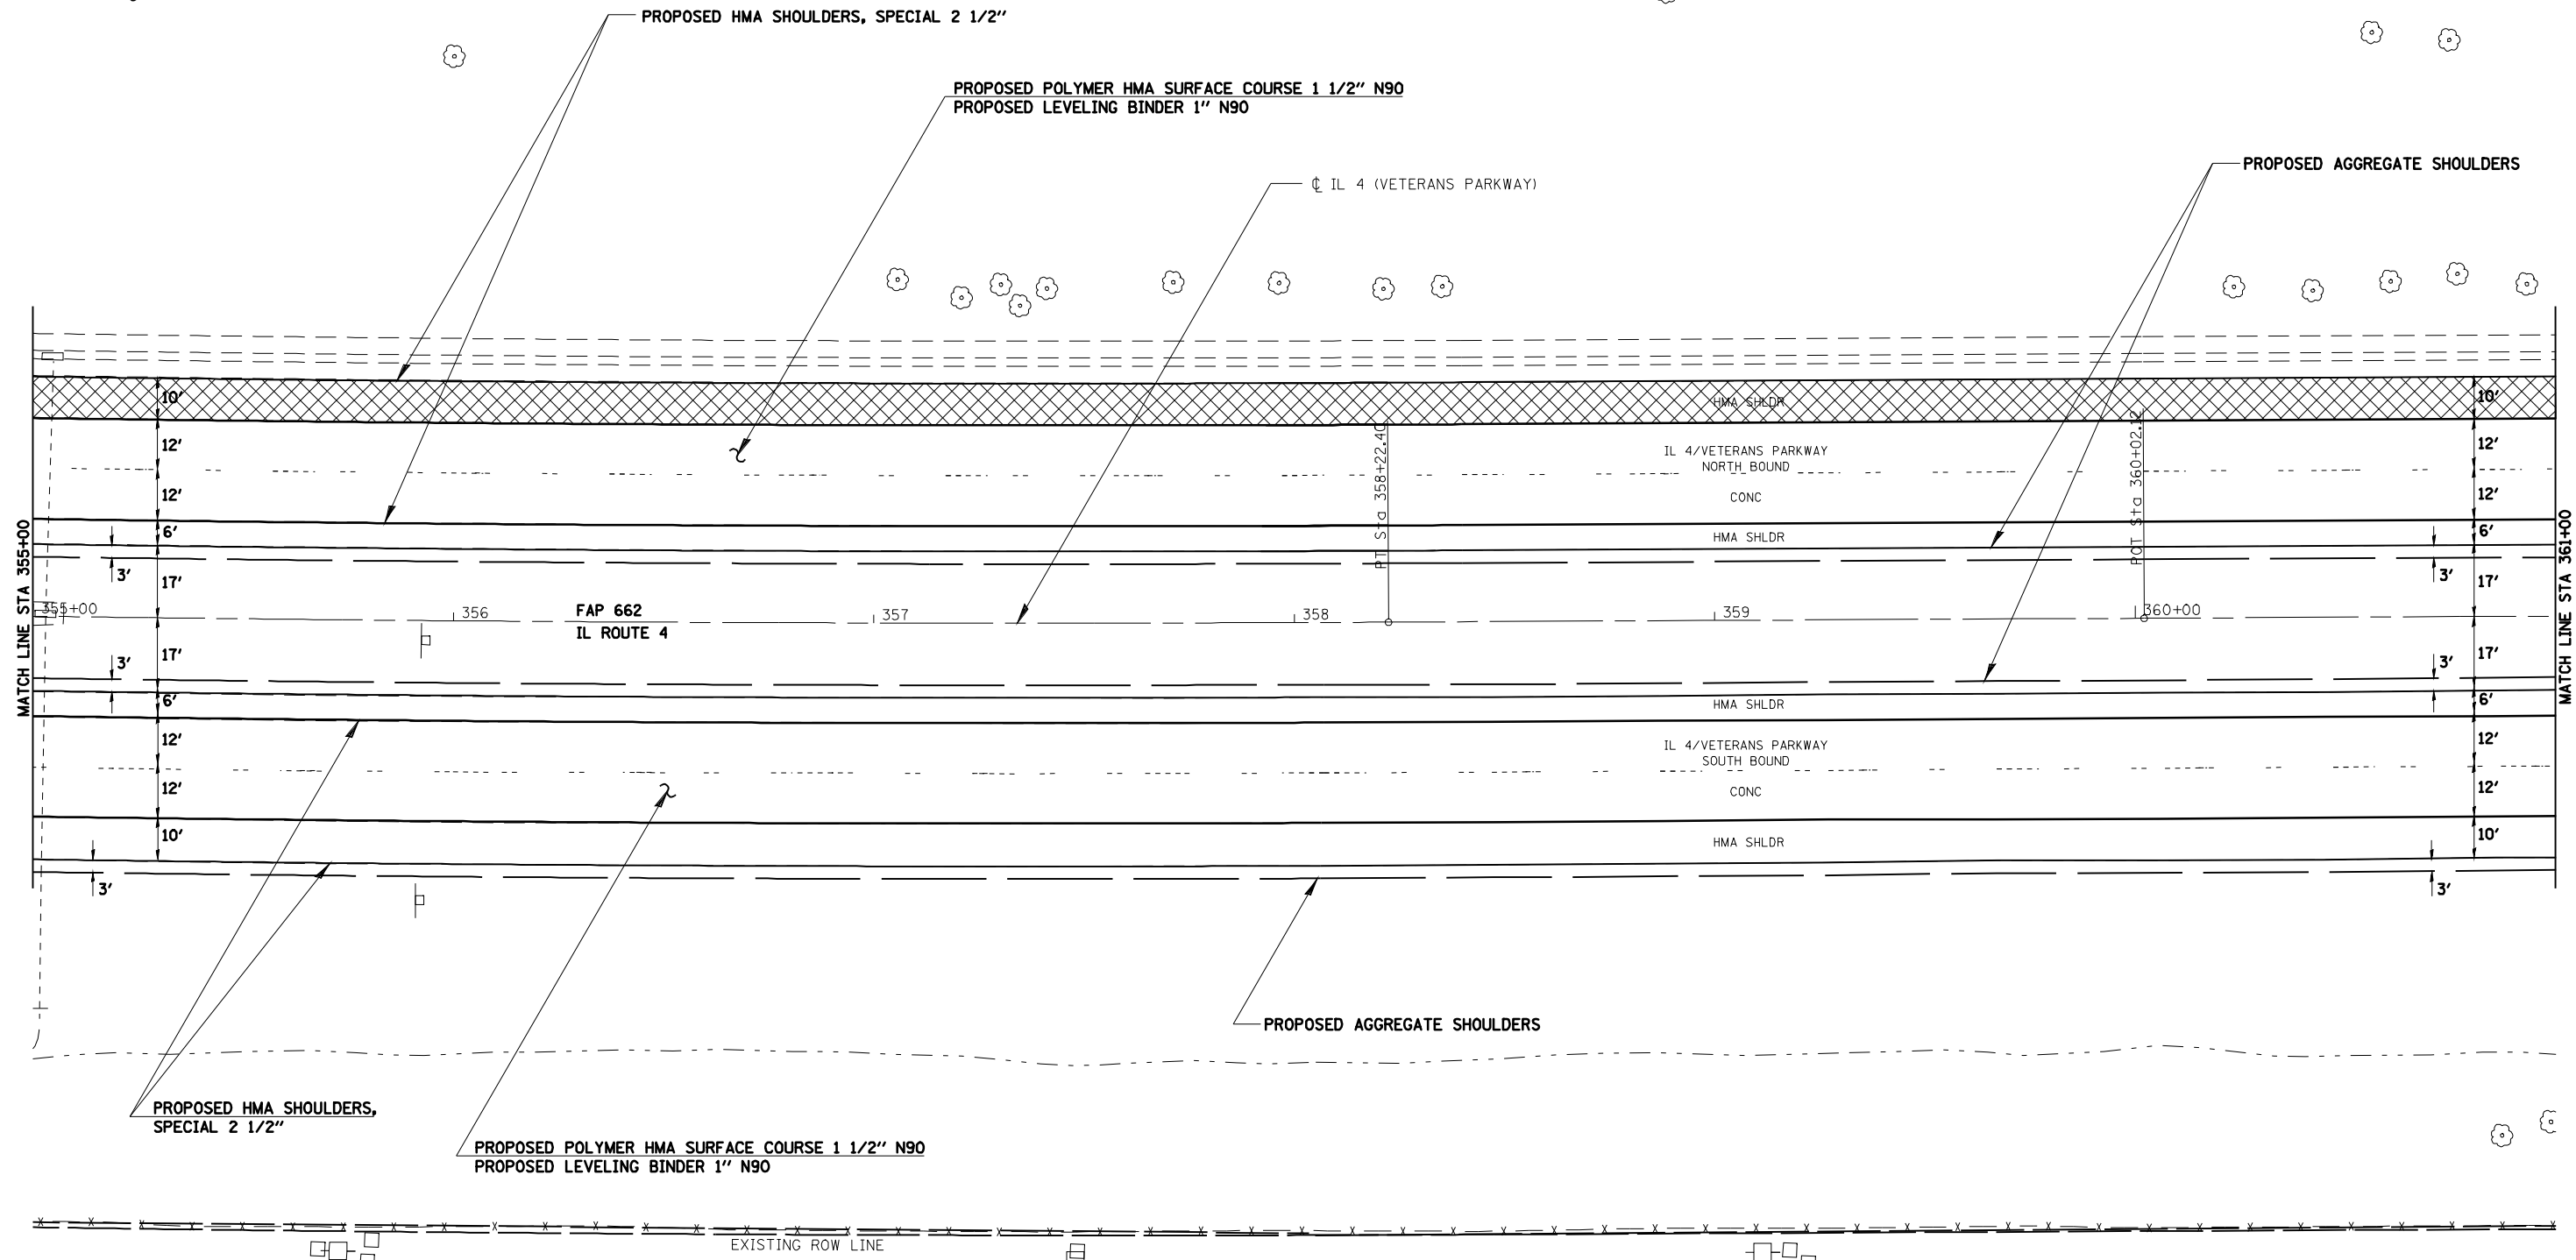 PROPOSED HMA SHOULDERS, SPECIAL 2 1/2"
PROPOSED POLYMER HMA SURFACE COURSE 1 1/2" N90
PROPOSED LEVELING BINDER 1" N90
PROPOSED AGGREGATE SHOULDERS
℄ IL 4 (VETERANS PARKWAY)
10'
HMA SHLDR
10'
12'
IL 4/VETERANS PARKWAY
NORTH BOUND
12'
12'
CONC
12'
PT Sta 358+22.40
POT Sta 360+02.12
6'
HMA SHLDR
6'
3'
17'
17'
3'
MATCH LINE STA 355+00
MATCH LINE STA 361+00
355+00
356
FAP 662
IL ROUTE 4
357
358
359
360+00
3'
17'
17'
3'
6'
HMA SHLDR
6'
12'
IL 4/VETERANS PARKWAY
SOUTH BOUND
12'
12'
CONC
12'
10'
HMA SHLDR
10'
3'
3'
PROPOSED AGGREGATE SHOULDERS
PROPOSED HMA SHOULDERS,
SPECIAL 2 1/2"
PROPOSED POLYMER HMA SURFACE COURSE 1 1/2" N90
PROPOSED LEVELING BINDER 1" N90
EXISTING ROW LINE